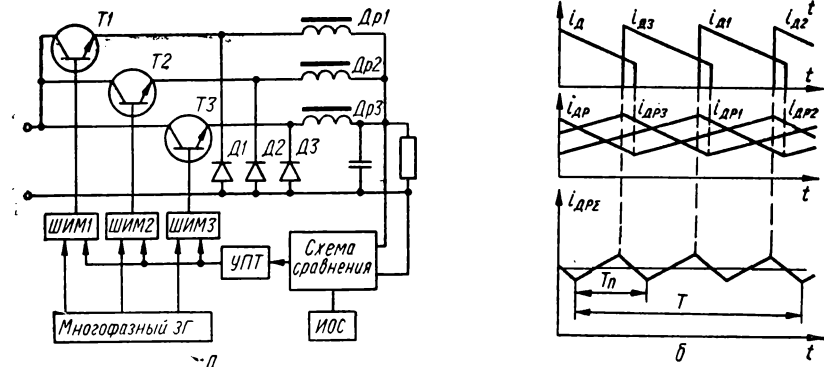 T1
Др1
T2
Др2
T3
Др3
Д1
Д2
Д3
ШИМ1
ШИМ2
ШИМ3
УПТ
Схема
сравнения
Многофазный ЗГ
ИОС
t
iД
iД3
iД1
iД2
t
iДР
iДР3
iДР1
iДР2
t
iДРΣ
Tп
T
t
б